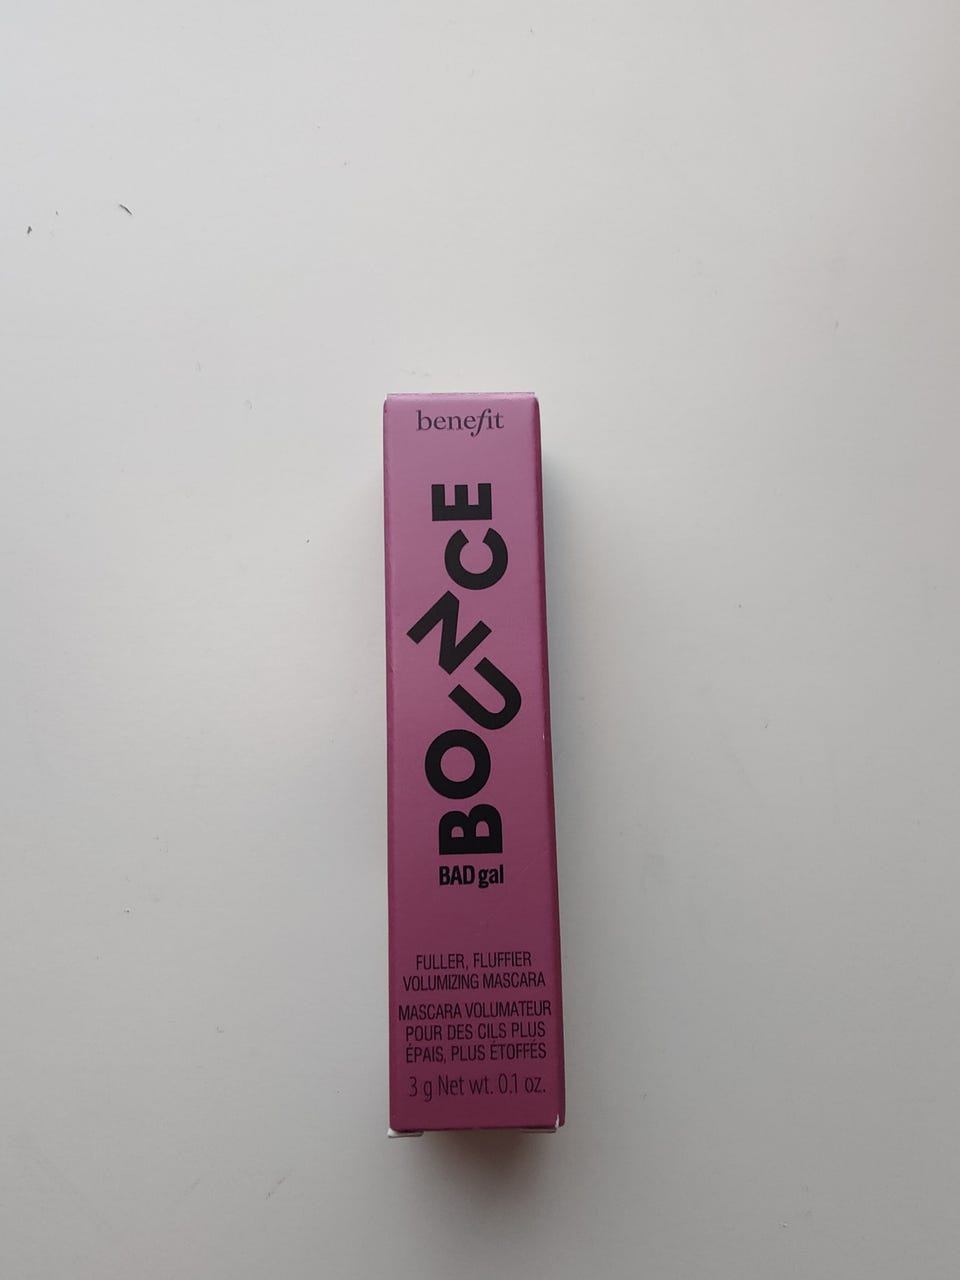 benefit
BOUNCE
BAD gal
FULLER, FLUFFIER
VOLUMIZING MASCARA
MASCARA VOLUMATEUR
POUR DES CILS PLUS
ÉPAIS, PLUS ÉTOFFÉS
3 g Net wt. 0.1 oz.